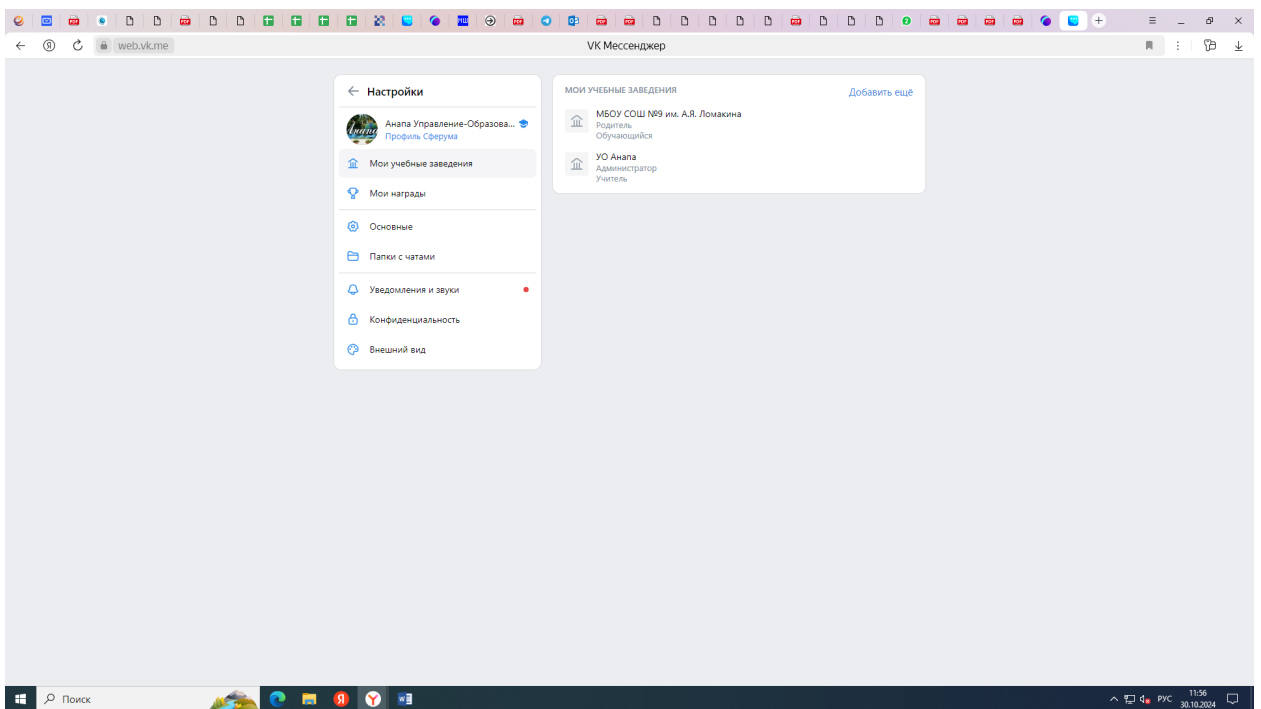 web.vk.me
VK Мессенджер
Настройки
Анапа Управление-Образова...
Профиль Сферума
Мои учебные заведения
Мои награды
Основные
Папки с чатами
Уведомления и звуки
Конфиденциальность
Внешний вид
МОИ УЧЕБНЫЕ ЗАВЕДЕНИЯ
Добавить ещё
МБОУ СОШ №9 им. А.Я. Ломакина
Родитель
Обучающийся
УО Анапа
Администратор
Учитель
Поиск
РУС
11:56
30.10.2024